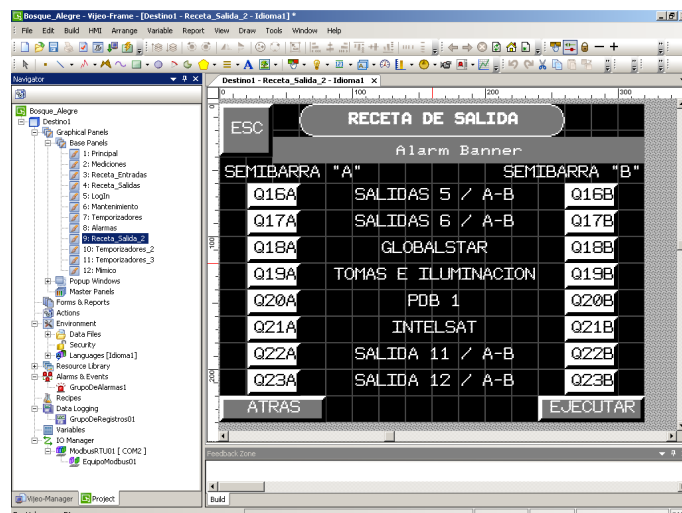 Bosque_Alegre - Vijeo-Frame - [Destino1 - Receta_Salida_2 - Idioma1] *
File Edit Build HMI Arrange Variable Report View Draw Tools Window Help
Navigator
Destino1 - Receta_Salida_2 - Idioma1 x
Bosque_Alegre
Destino1
Graphical Panels
Base Panels
1: Principal
2: Mediciones
3: Receta_Entradas
4: Receta_Salidas
5: LogIn
6: Mantenimiento
7: Temporizadores
8: Alarmas
9: Receta_Salida_2
10: Temporizadores_2
11: Temporizadores_3
12: Mimico
Popup Windows
Master Panels
Forms & Reports
Actions
Environment
Data Files
Security
Languages [Idioma1]
Resource Library
Alarms & Events
GrupoDeAlarmas1
Recipes
Data Logging
GrupoDeRegistros01
Variables
IO Manager
ModbusRTU01 [ COM2 ]
EquipoModbus01
Vijeo-Manager Project
0 100 200 300
100
200
ESC RECETA DE SALIDA
Alarm Banner
SEMIBARRA "A" SEMIBARRA "B"
Q16A SALIDAS 5 / A-B Q16B
Q17A SALIDAS 6 / A-B Q17B
Q18A GLOBALSTAR Q18B
Q19A TOMAS E ILUMINACION Q19B
Q20A PDB 1 Q20B
Q21A INTELSAT Q21B
Q22A SALIDA 11 / A-B Q22B
Q23A SALIDA 12 / A-B Q23B
ATRAS EJECUTAR
Feedback Zone
Build